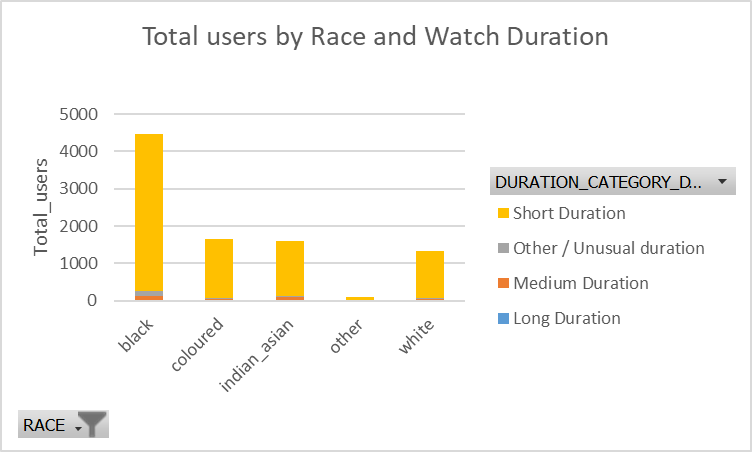 Total users by Race and Watch Duration
Total_users
5000
4000
3000
2000
1000
0
black
coloured
indian_asian
other
white
DURATION_CATEGORY_D...
Short Duration
Other / Unusual duration
Medium Duration
Long Duration
RACE